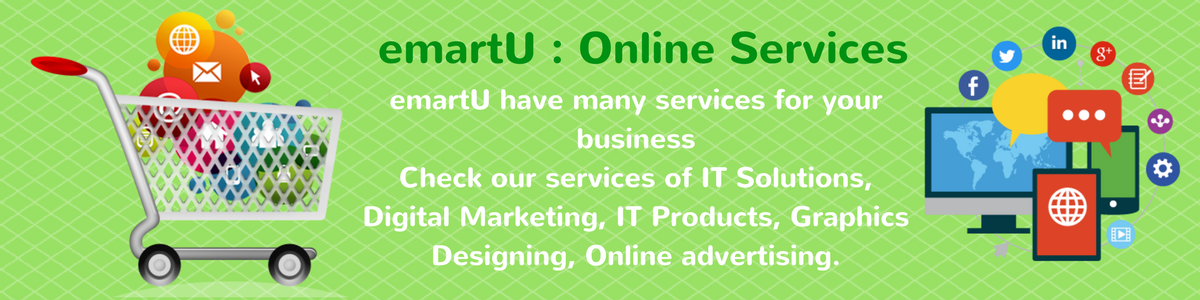 emartU : Online Services
emartU have many services for your
business
Check our services of IT Solutions,
Digital Marketing, IT Products, Graphics
Designing, Online advertising.